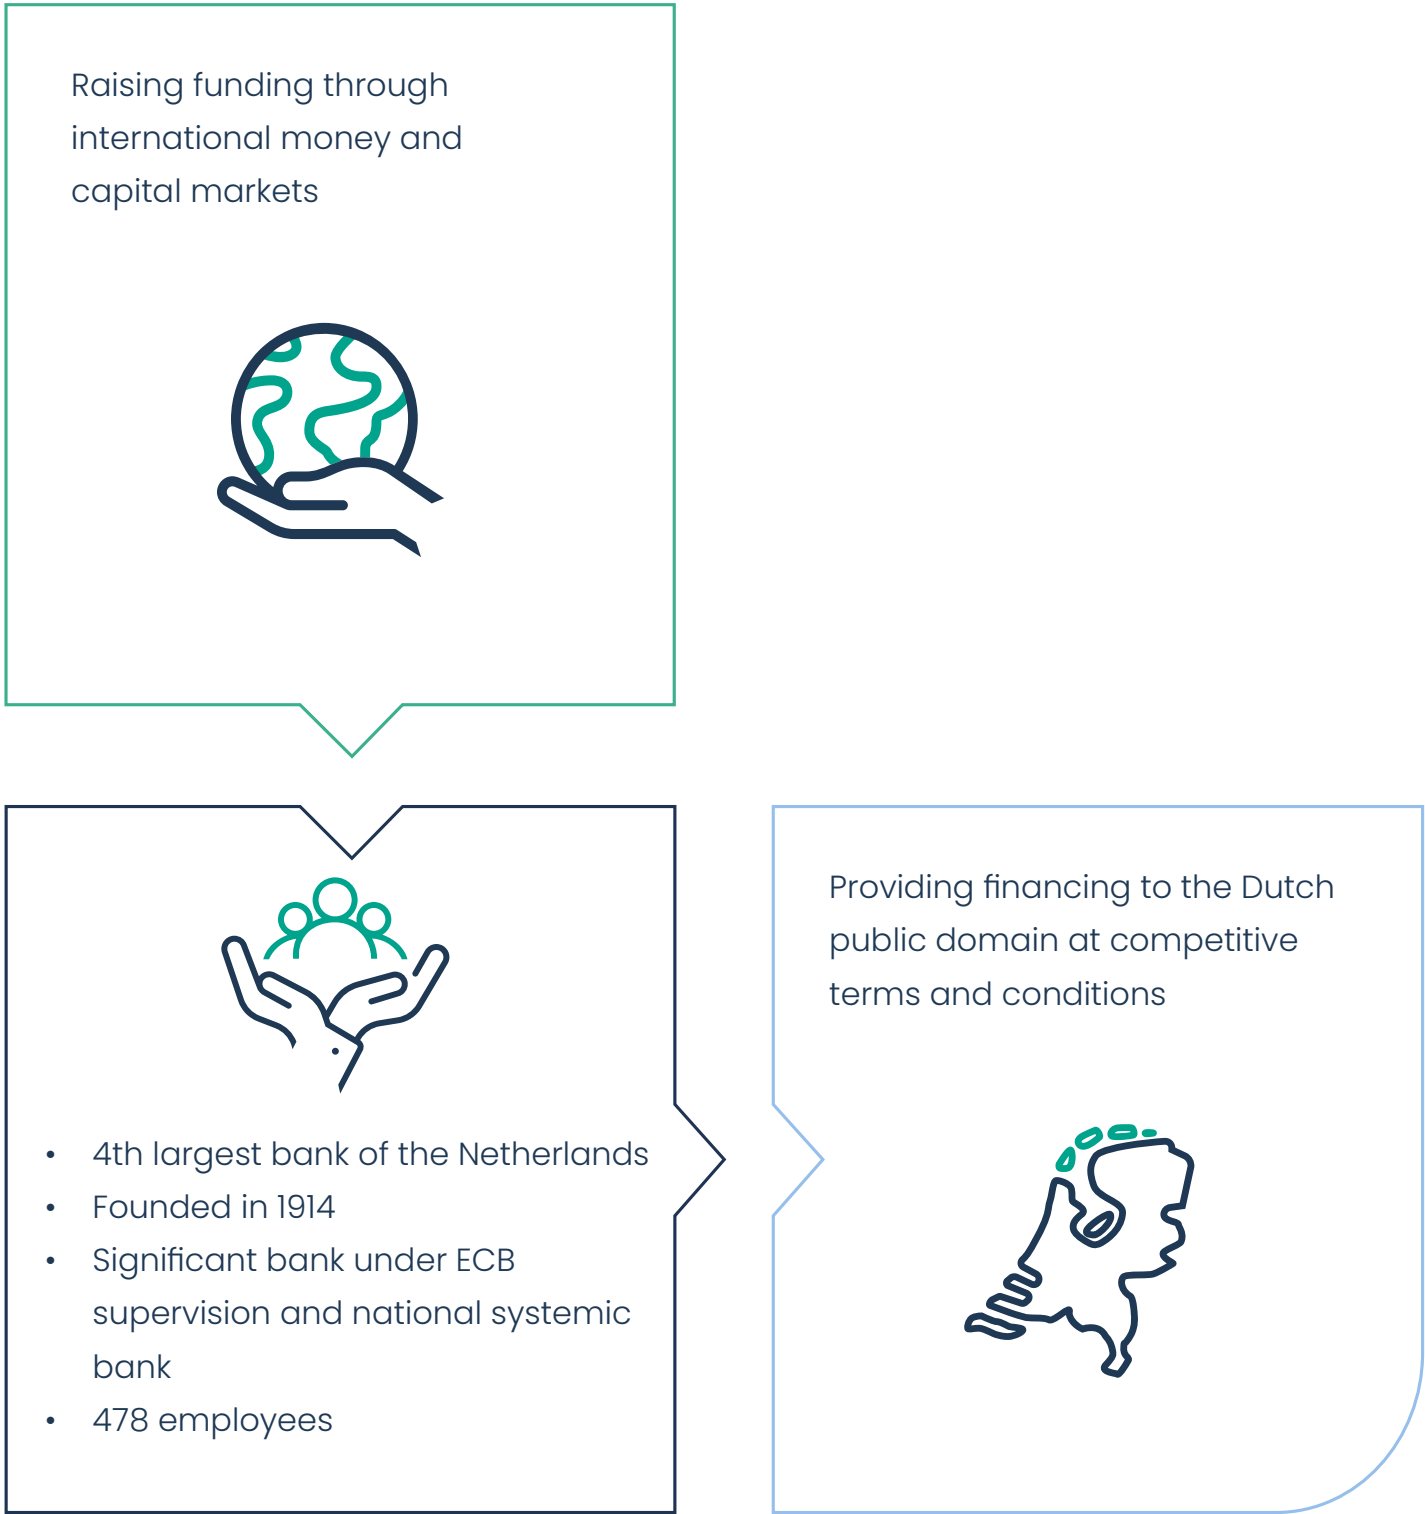 Raising funding through
international money and
capital markets
• 4th largest bank of the Netherlands
• Founded in 1914
• Significant bank under ECB
supervision and national systemic
bank
• 478 employees
Providing financing to the Dutch
public domain at competitive
terms and conditions